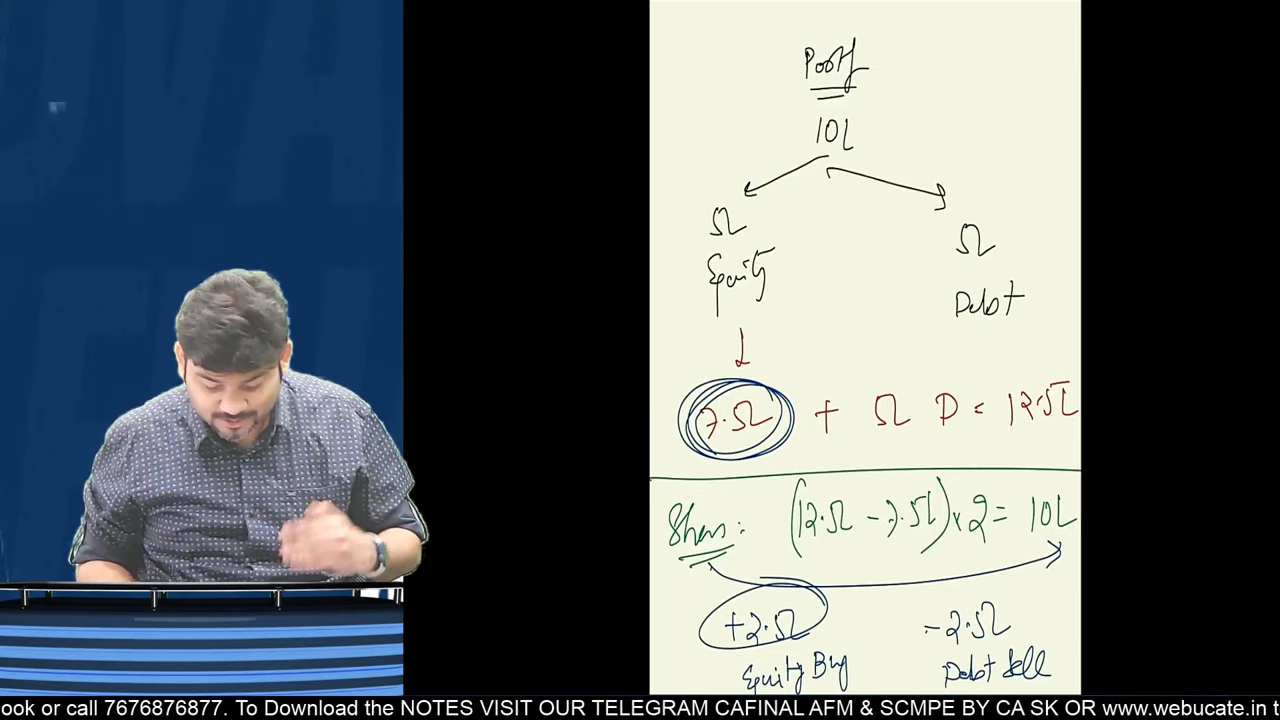 Portf
10L
5L 5L
Equity Debt
7.5L + 5L D = 12.5L
Shares: (12.5L - 7.5L) x 2 = 10L
+2.5L -2.5L
Equity Buy Debt Sell
ook or call 7676876877. To Download the NOTES VISIT OUR TELEGRAM CAFINAL AFM & SCMPE BY CA SK OR www.webucate.in t